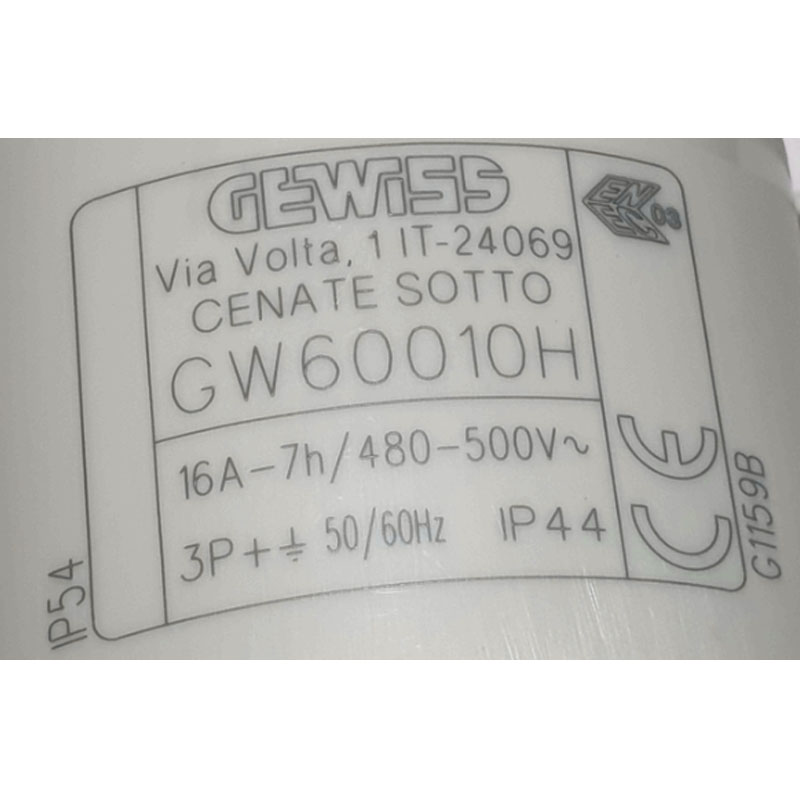 GEWISS
Via Volta, 1 IT-24069
CENATE SOTTO
GW60010H
16A-7h/480-500V~
3P+⏚ 50/60Hz IP44
IP54
ENEC 03
CE
G1159B